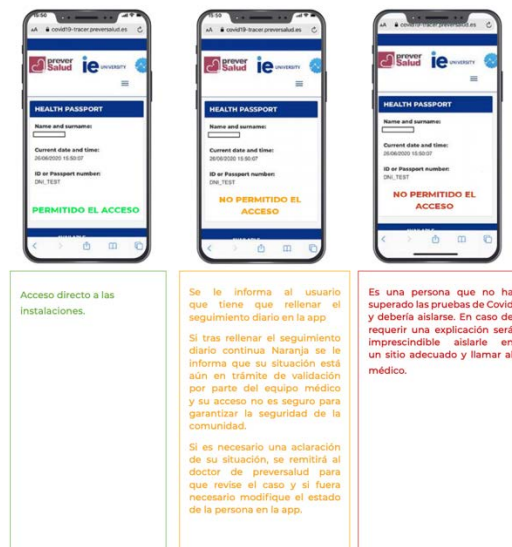 15:50
AA covid19-tracer.preversalud.es
prever Salud
ie UNIVERSITY
HEALTH PASSPORT
Name and surname:
Current date and time:
26/06/2020 15:50:07
ID or Passport number:
DNI_TEST
PERMITIDO EL ACCESO
15:50
AA covid19-tracer.preversalud.es
prever Salud
ie UNIVERSITY
HEALTH PASSPORT
Name and surname:
Current date and time:
26/06/2020 15:50:07
ID or Passport number:
DNI_TEST
NO PERMITIDO EL
ACCESO
AA covid19-tracer.preversalud.es
prever Salud
ie UNIVERSITY
HEALTH PASSPORT
Name and surname:
Current date and time:
26/06/2020 15:50:07
ID or Passport number:
DNI_TEST
NO PERMITIDO EL
ACCESO
Acceso directo a las
instalaciones.
Se le informa al usuario
que tiene que rellenar el
seguimiento diario en la app
Si tras rellenar el seguimiento
diario continua Naranja se le
informa que su situación está
aún en trámite de validación
por parte del equipo médico
y su acceso no es seguro para
garantizar la seguridad de la
comunidad.
Si es necesario una aclaración
de su situación, se remitirá al
doctor de preversalud para
que revise el caso y si fuera
necesario modifique el estado
de la persona en la app.
Es una persona que no ha
superado las pruebas de Covid
y debería aislarse. En caso de
requerir una explicación será
imprescindible aislarle en
un sitio adecuado y llamar al
médico.